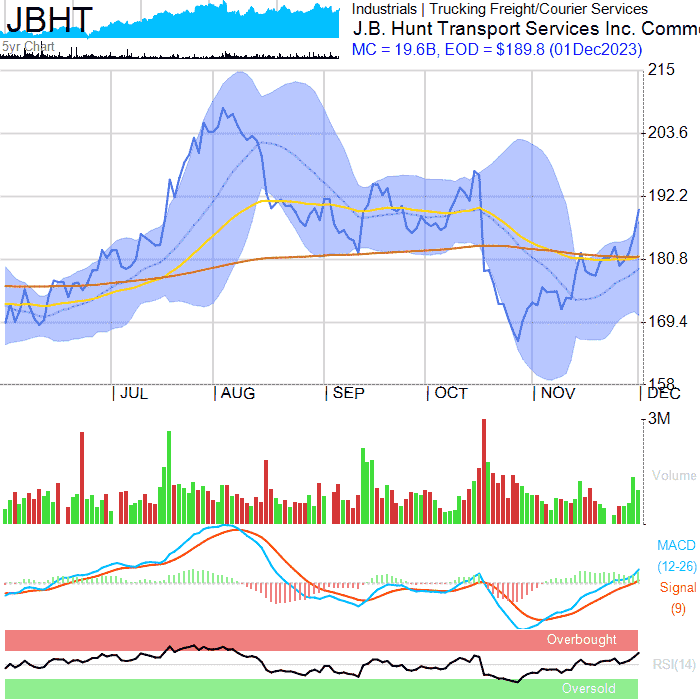 JBHT
5yr Chart
Industrials | Trucking Freight/Courier Services
J.B. Hunt Transport Services Inc. Comm
MC = 19.6B, EOD = $189.8 (01Dec2023)
215
203.6
192.2
180.8
169.4
158
JUL AUG SEP OCT NOV DEC
3M
Volume
MACD
(12-26)
Signal
(9)
Overbought
RSI(14)
Oversold